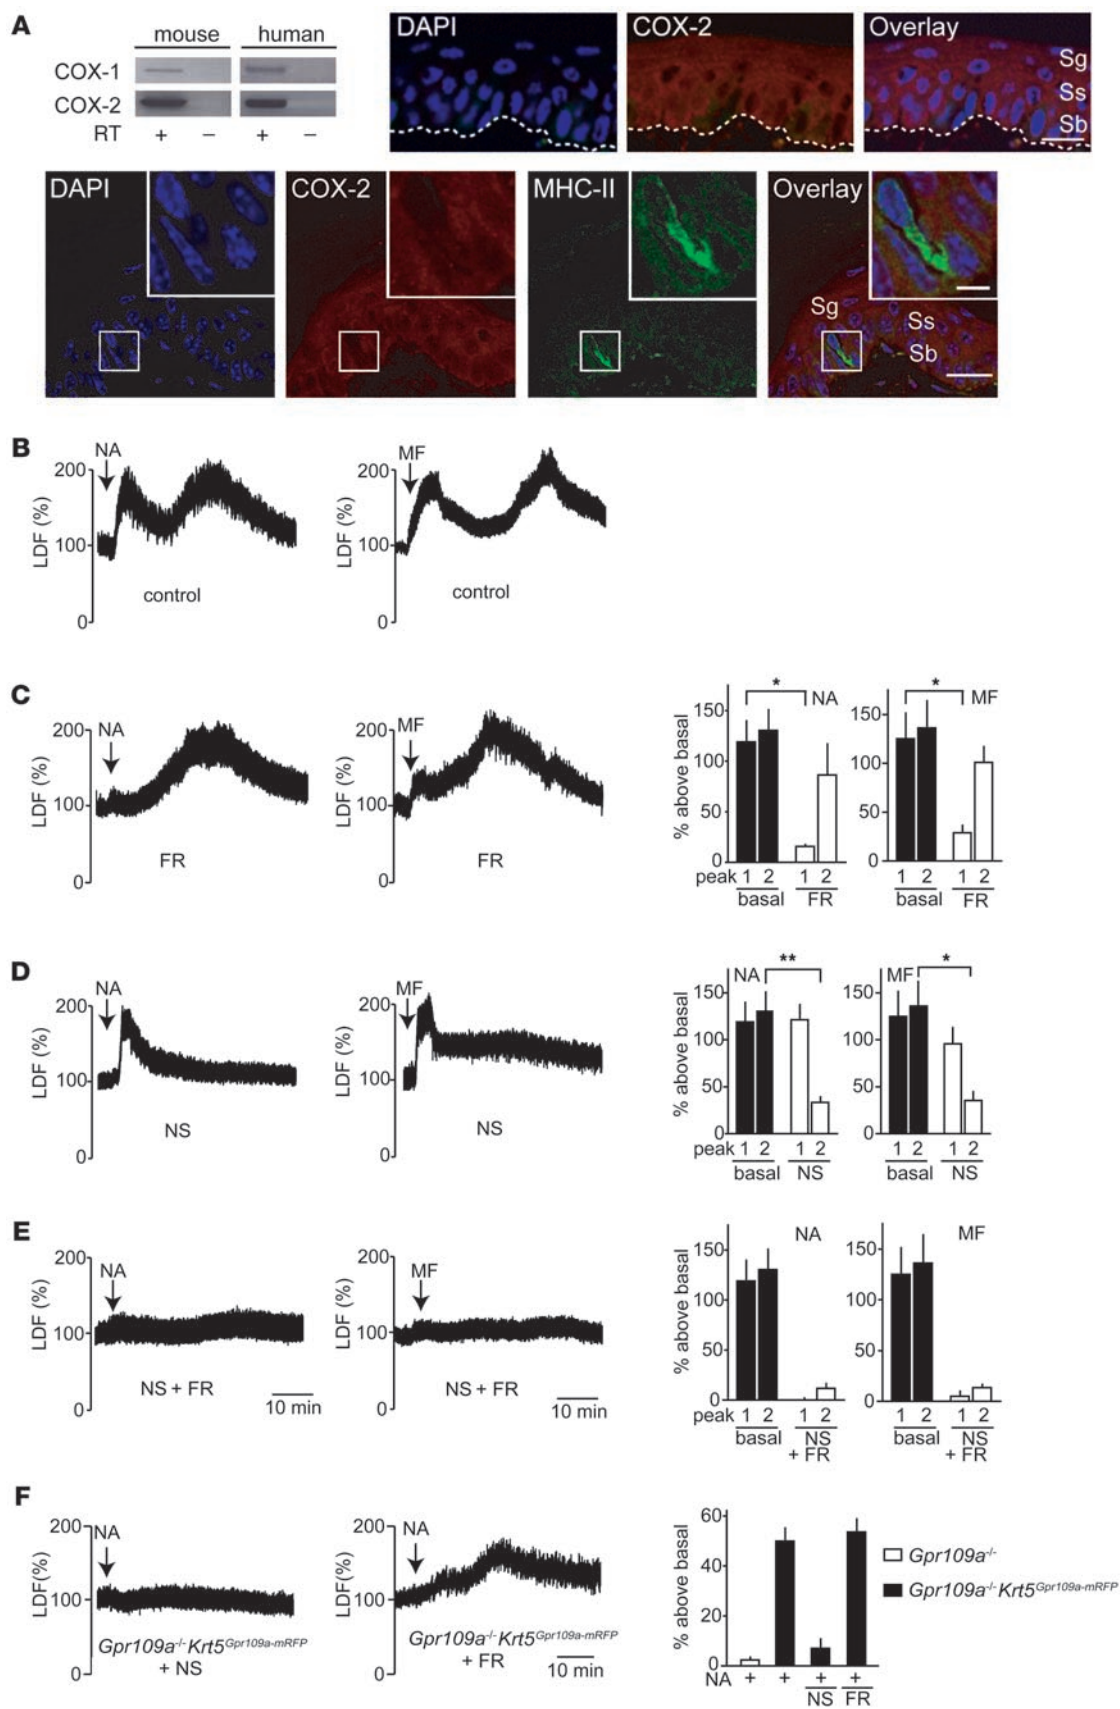 A
mouse human
COX-1
COX-2
RT + – + –
DAPI COX-2 Overlay
Sg
Ss
Sb
DAPI COX-2 MHC-II Overlay
Sg Ss
Sb
B
NA MF
200 200
LDF (%) LDF (%)
100 100
control control
0 0
C
NA MF
200 200
LDF (%) LDF (%)
100 100
FR FR
0 0
* NA * MF
% above basal
150 150
100 100
50 50
0 0
peak 1 2 1 2 1 2 1 2
basal FR basal FR
D
NA MF
200 200
LDF (%) LDF (%)
100 100
NS NS
0 0
NA ** MF *
% above basal
150 150
100 100
50 50
0 0
peak 1 2 1 2 1 2 1 2
basal NS basal NS
E
NA MF
200 200
LDF (%) LDF (%)
100 100
NS + FR NS + FR
0 0
10 min 10 min
NA MF
% above basal
150 150
100 100
50 50
0 0
peak 1 2 1 2 1 2 1 2
basal NS basal NS
+ FR + FR
F
NA NA
200 200
LDF(%) LDF(%)
100 100
Gpr109a-/- Krt5Gpr109a-mRFP Gpr109a-/- Krt5Gpr109a-mRFP
+ NS + FR
0 0
10 min
% above basal
60
40
20
0
NA + + + +
NS FR
Gpr109a-/-
Gpr109a-/- Krt5Gpr109a-mRFP